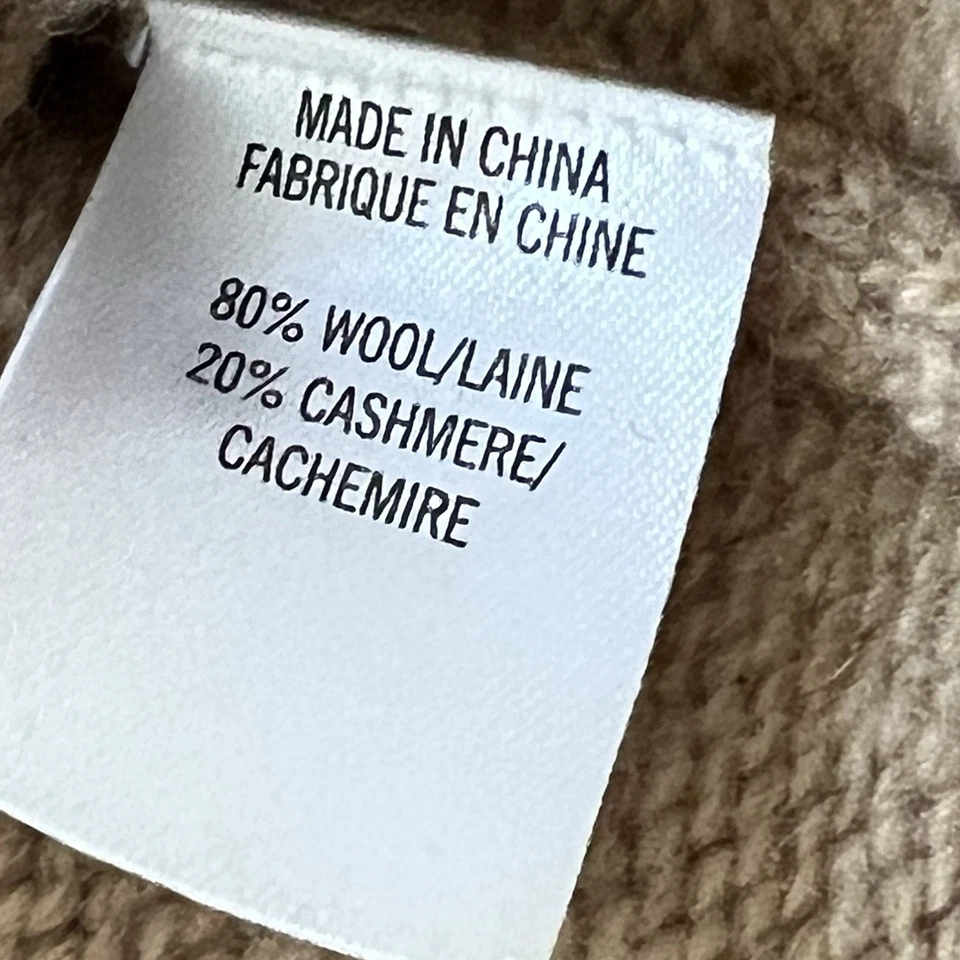 MADE IN CHINA
FABRIQUE EN CHINE
80% WOOL/LAINE
20% CASHMERE/
CACHEMIRE